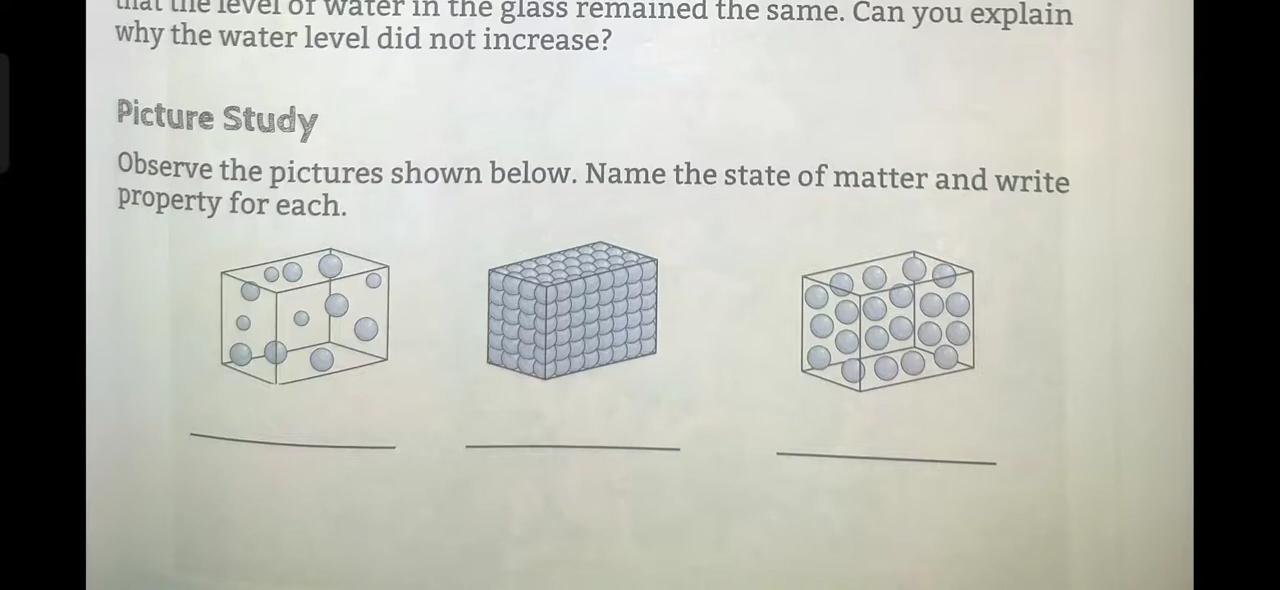 that the level of water in the glass remained the same. Can you explain
why the water level did not increase?
Picture Study
Observe the pictures shown below. Name the state of matter and write
property for each.